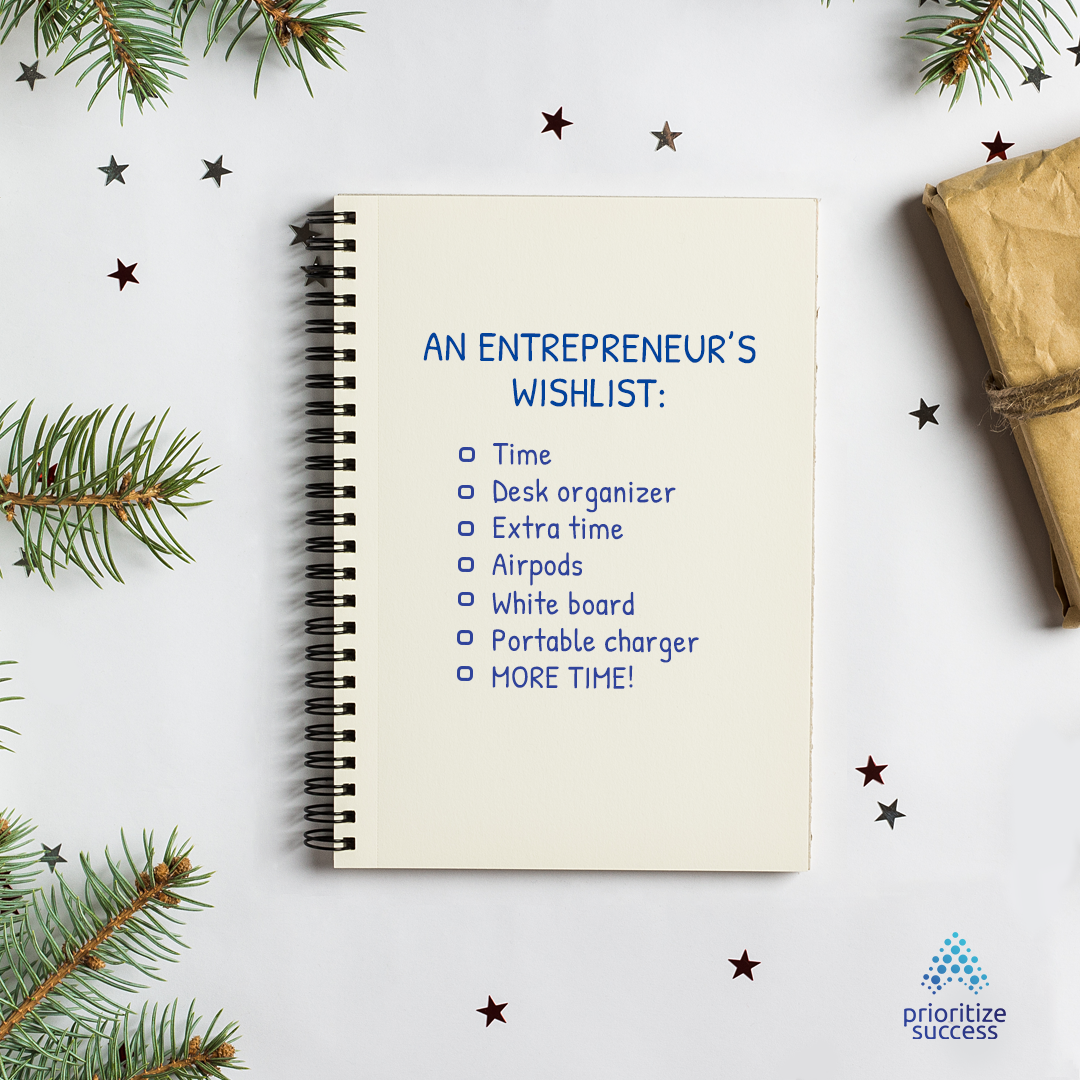 AN ENTREPRENEUR'S
WISHLIST:
Time
Desk organizer
Extra time
Airpods
White board
Portable charger
MORE TIME!
prioritize
success